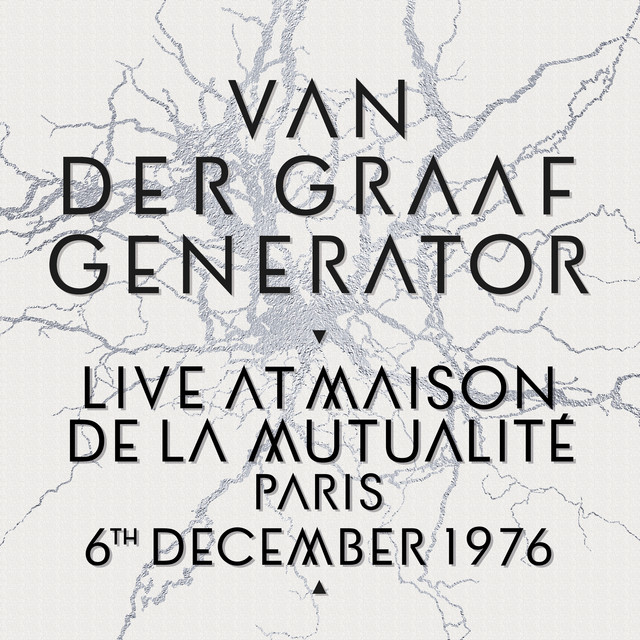 VAN
DER GRAAF
GENERATOR
LIVE AT MAISON
DE LA MUTUALITÉ
PARIS
6TH DECEMBER 1976